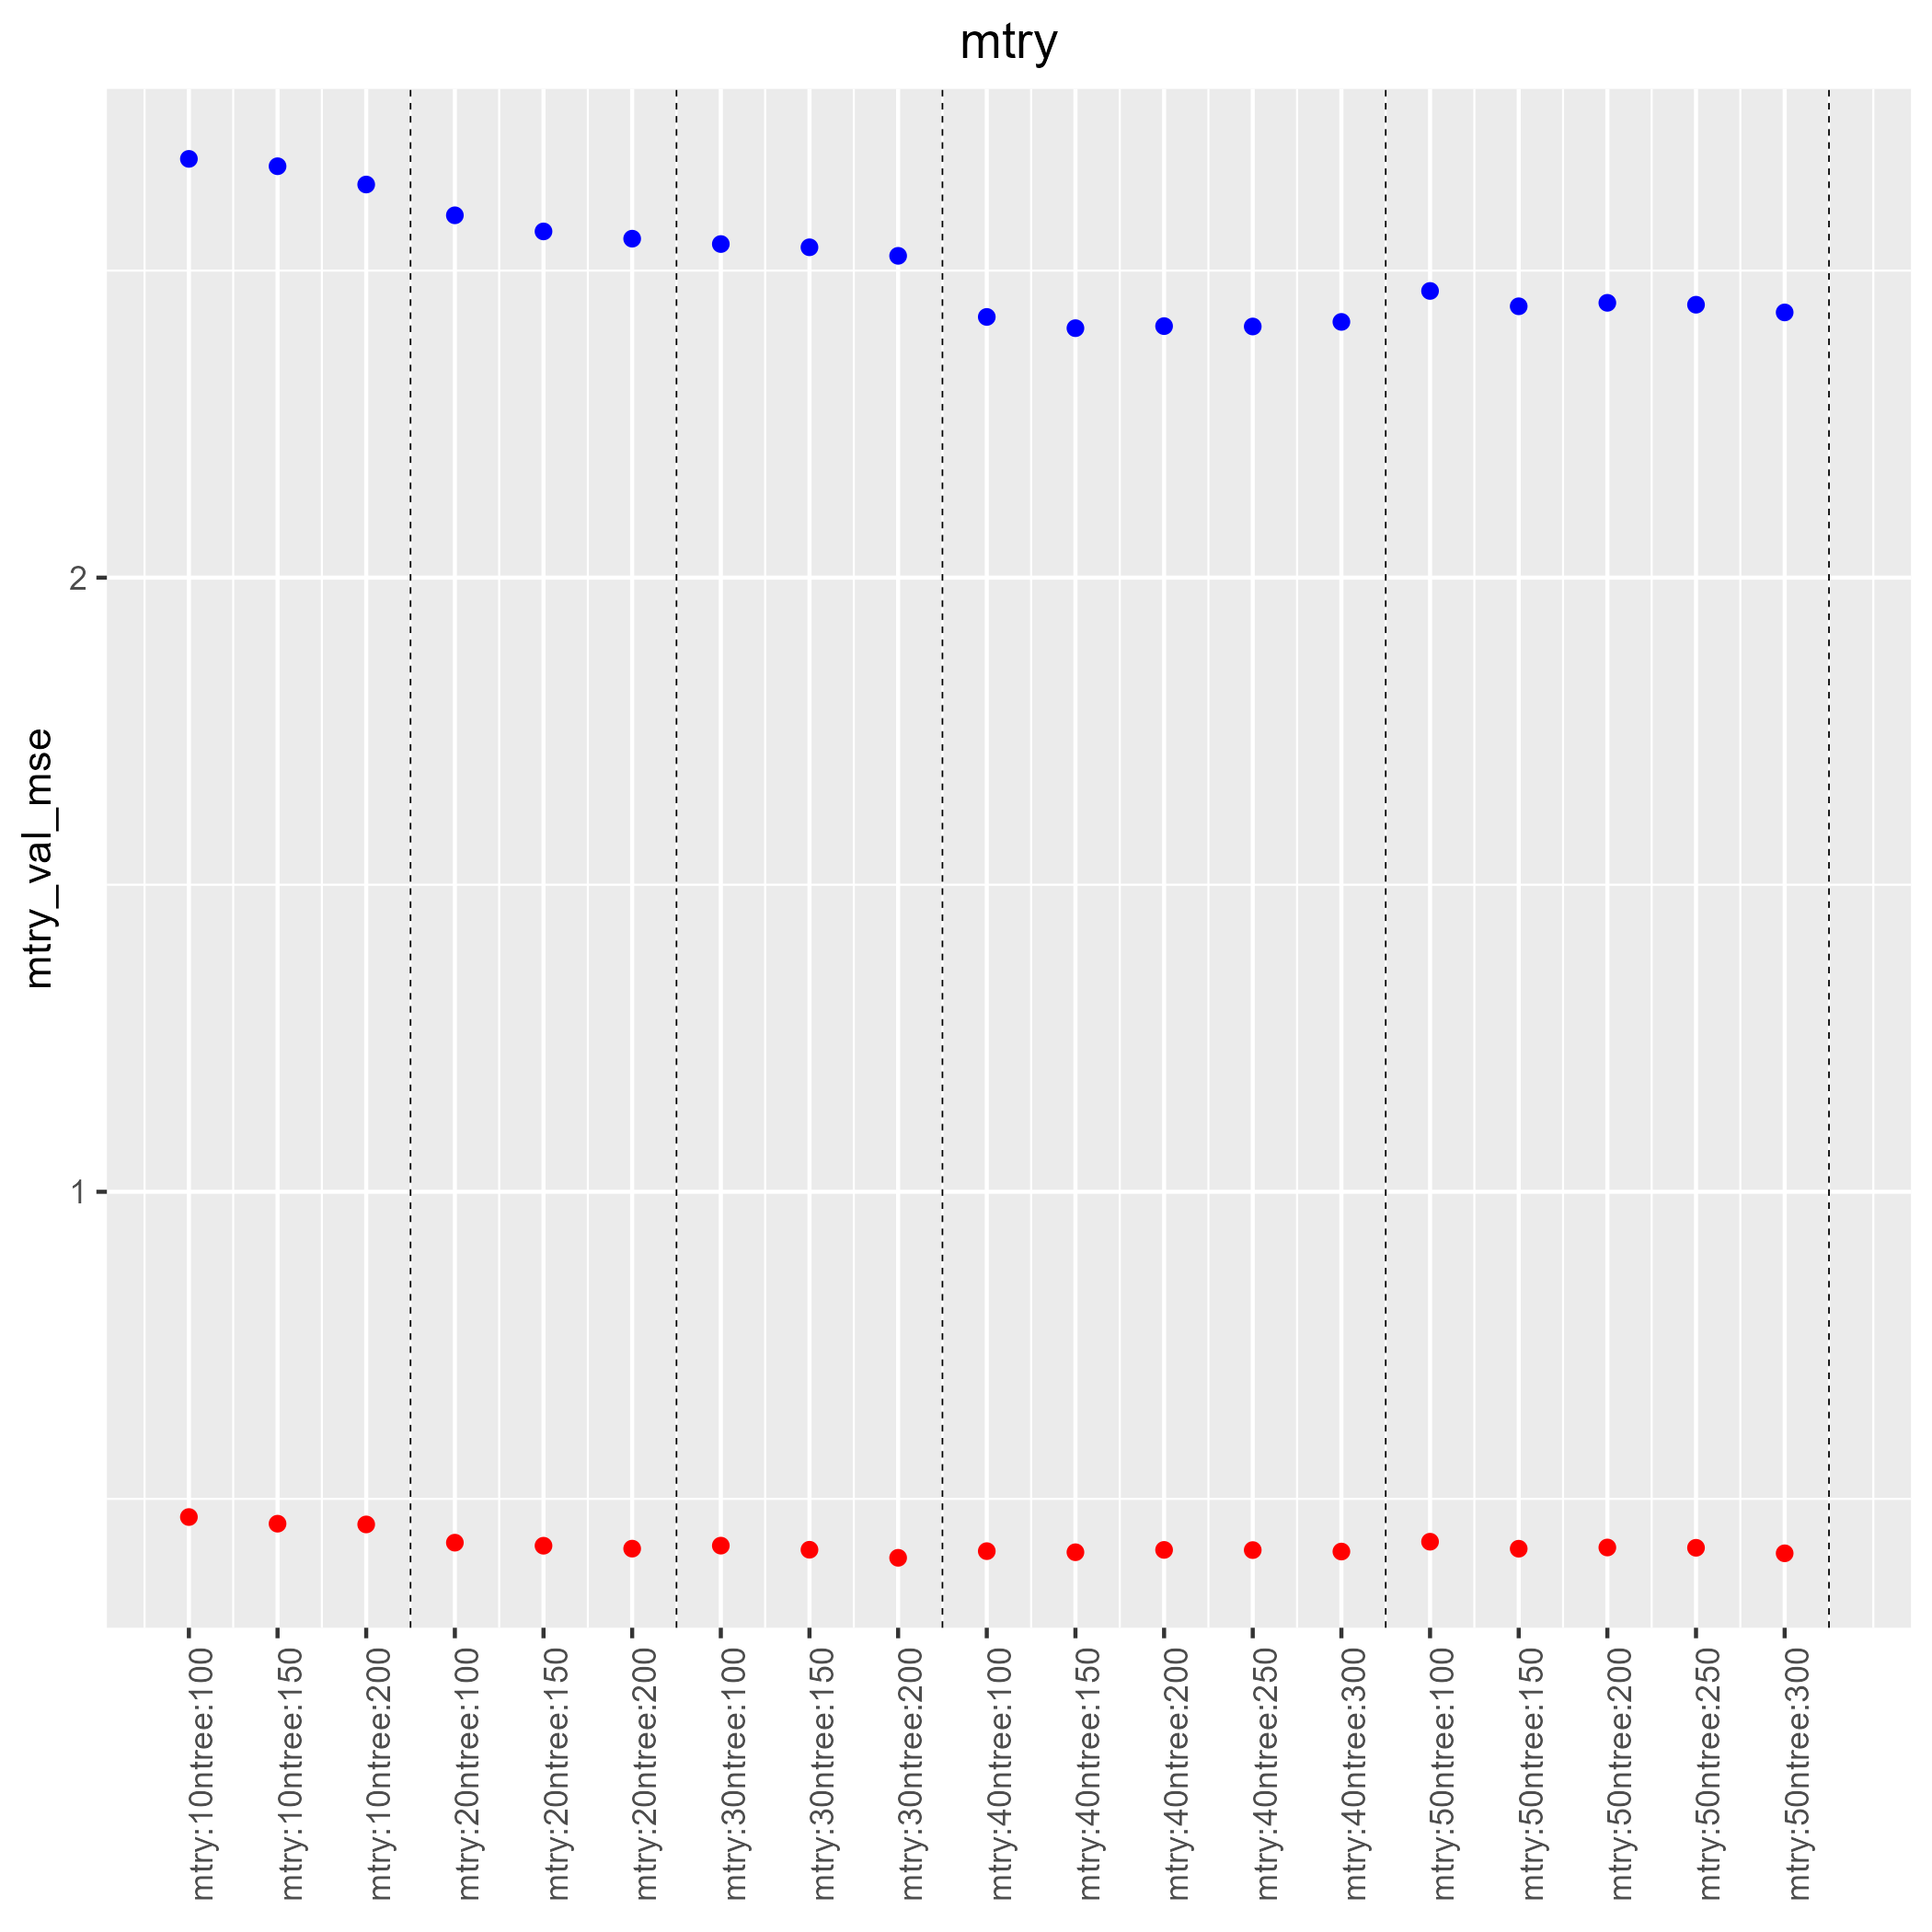 mtry
mtry_val_mse
2
1
mtry:10ntree:100
mtry:10ntree:150
mtry:10ntree:200
mtry:20ntree:100
mtry:20ntree:150
mtry:20ntree:200
mtry:30ntree:100
mtry:30ntree:150
mtry:30ntree:200
mtry:40ntree:100
mtry:40ntree:150
mtry:40ntree:200
mtry:40ntree:250
mtry:40ntree:300
mtry:50ntree:100
mtry:50ntree:150
mtry:50ntree:200
mtry:50ntree:250
mtry:50ntree:300